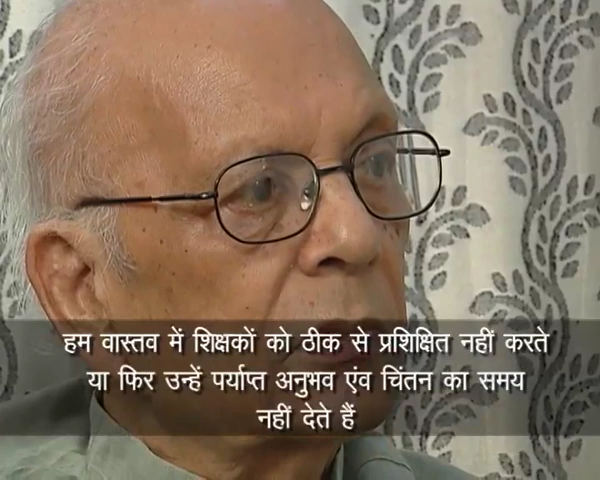 हम वास्तव में शिक्षकों को ठीक से प्रशिक्षित नहीं करते
या फिर उन्हें पर्याप्त अनुभव एंव चिंतन का समय
नहीं देते हैं